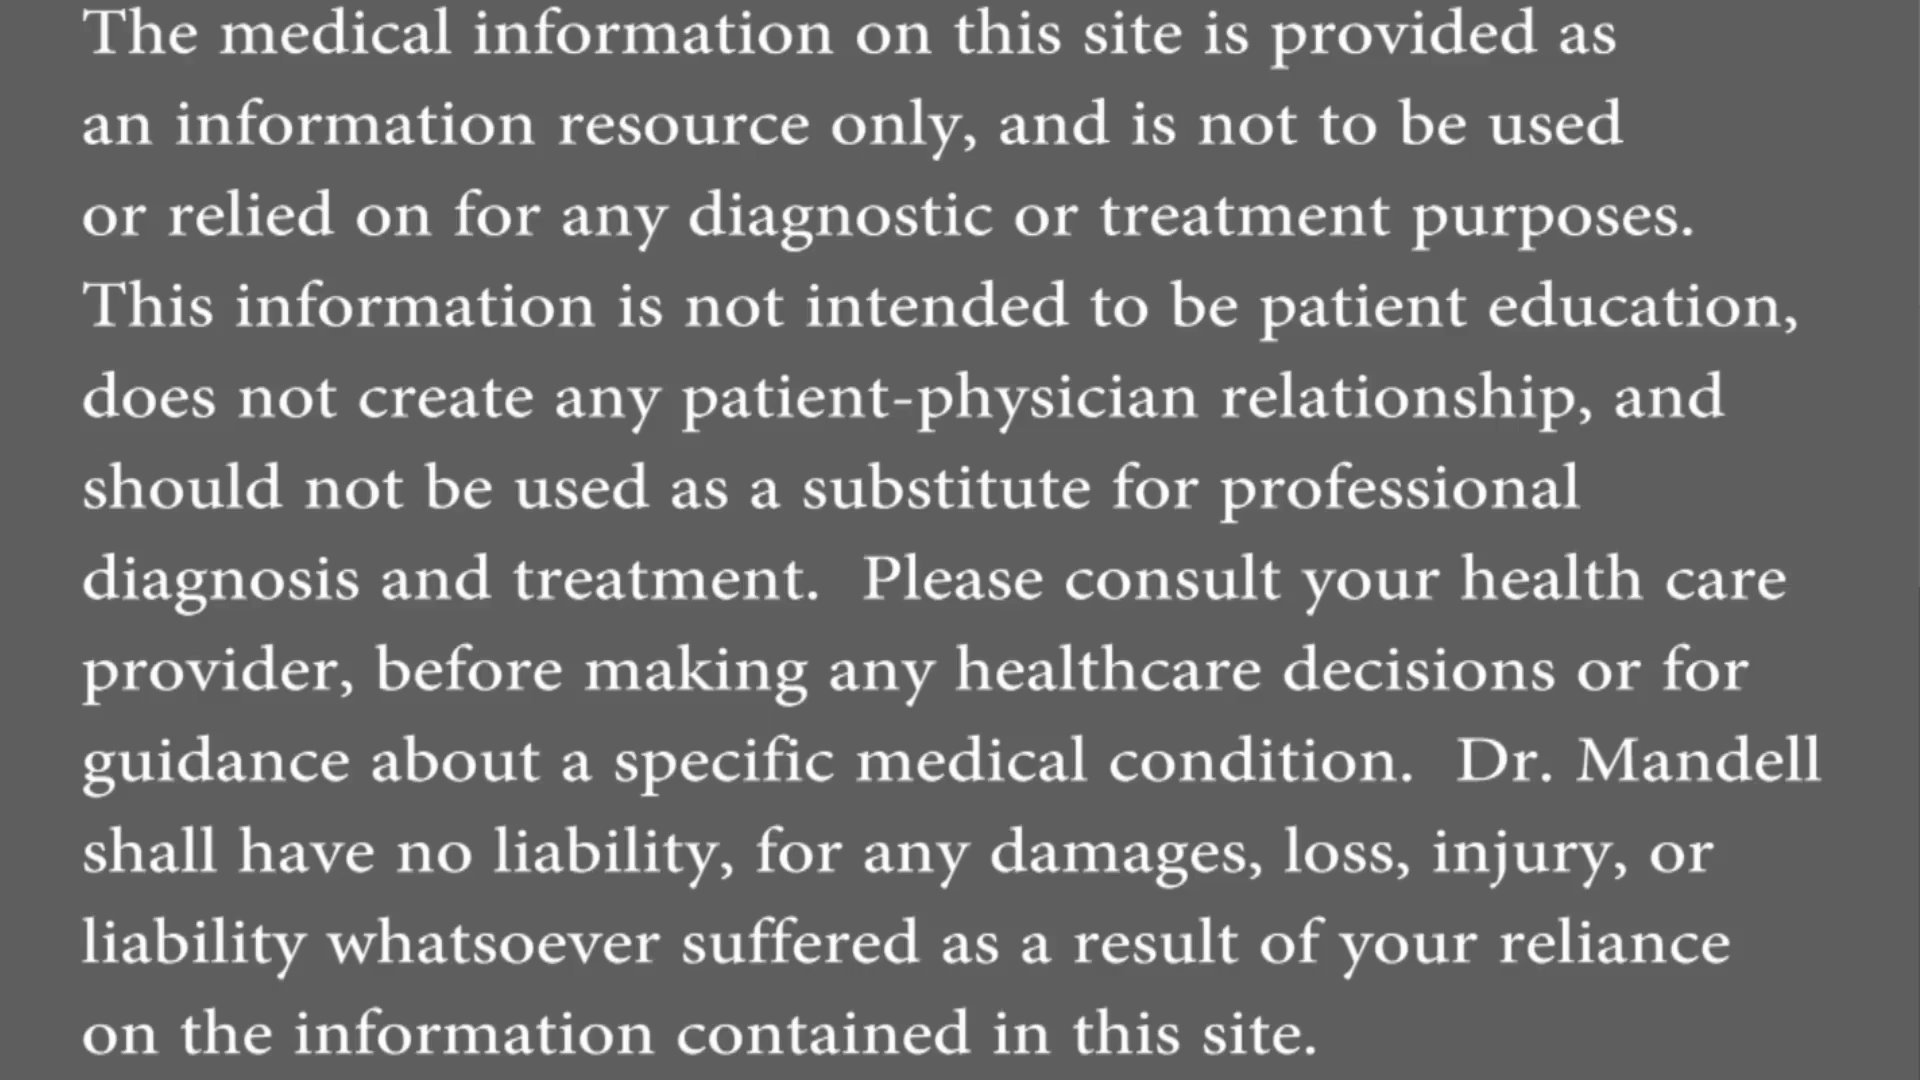 The medical information on this site is provided as
an information resource only, and is not to be used
or relied on for any diagnostic or treatment purposes.
This information is not intended to be patient education,
does not create any patient-physician relationship, and
should not be used as a substitute for professional
diagnosis and treatment.  Please consult your health care
provider, before making any healthcare decisions or for
guidance about a specific medical condition.  Dr. Mandell
shall have no liability, for any damages, loss, injury, or
liability whatsoever suffered as a result of your reliance
on the information contained in this site.